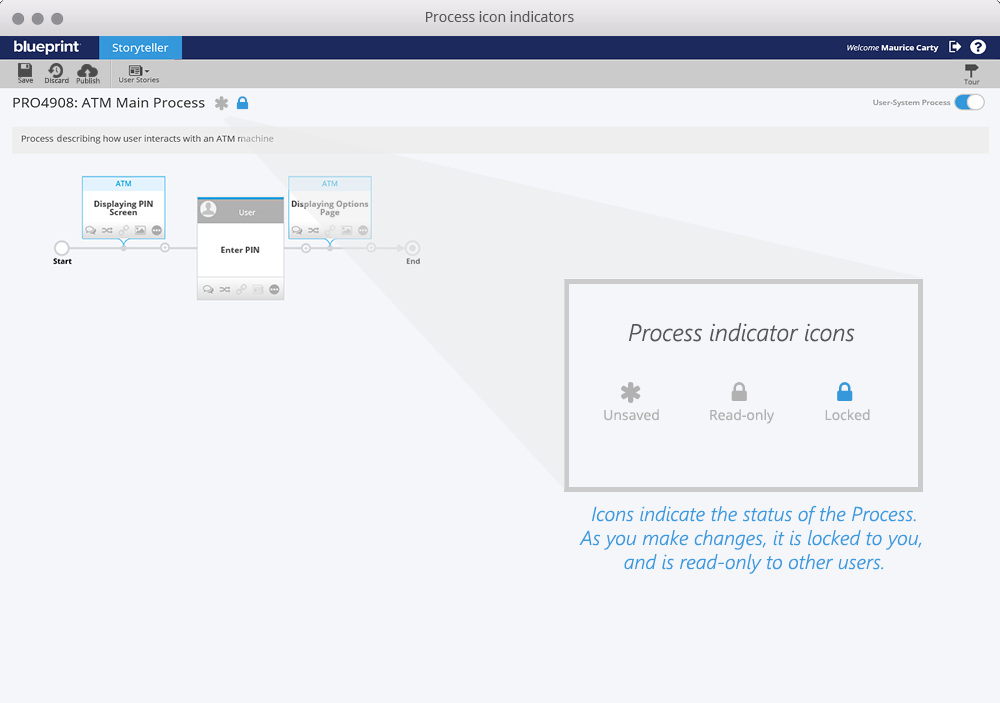 Process icon indicators
blueprint
Storyteller
Welcome Maurice Carty
?
Save
Discard
Publish
User Stories
Tour
PRO4908: ATM Main Process
User-System Process
Process describing how user interacts with an ATM machine
ATM
Displaying PIN
Screen
User
Enter PIN
ATM
Displaying Options
Page
Start
End
Process indicator icons
Unsaved
Read-only
Locked
Icons indicate the status of the Process.
As you make changes, it is locked to you,
and is read-only to other users.